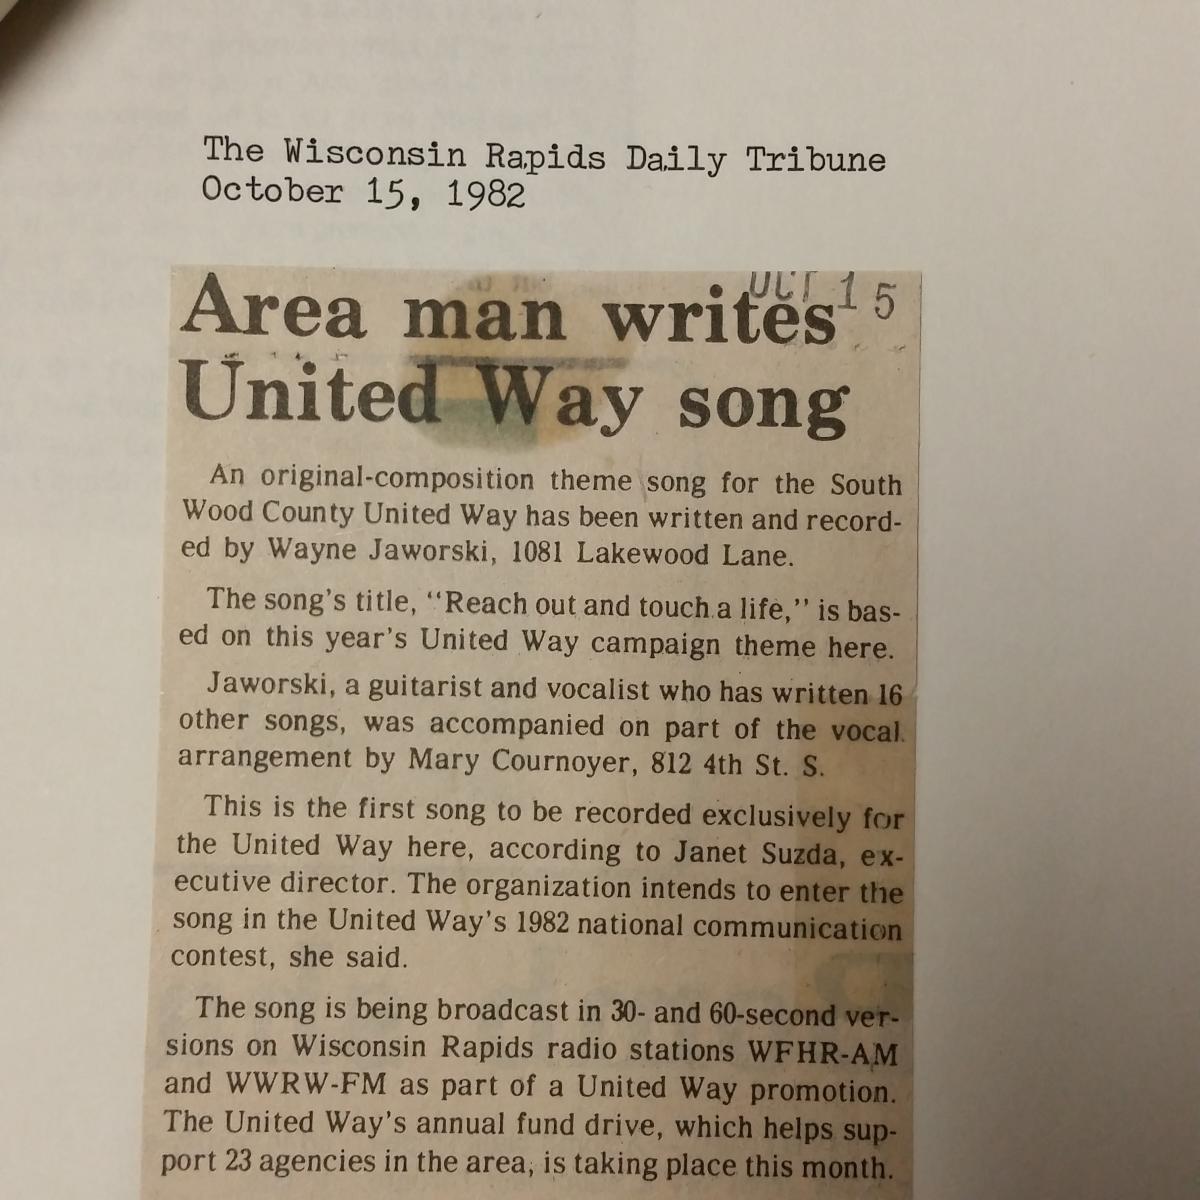 The Wisconsin Rapids Daily Tribune
October 15, 1982
OCT 15
Area man writes
United Way song
An original-composition theme song for the South
Wood County United Way has been written and record-
ed by Wayne Jaworski, 1081 Lakewood Lane.
The song's title, "Reach out and touch a life," is bas-
ed on this year's United Way campaign theme here.
Jaworski, a guitarist and vocalist who has written 16
other songs, was accompanied on part of the vocal
arrangement by Mary Cournoyer, 812 4th St. S.
This is the first song to be recorded exclusively for
the United Way here, according to Janet Suzda, ex-
ecutive director. The organization intends to enter the
song in the United Way's 1982 national communication
contest, she said.
The song is being broadcast in 30- and 60-second ver-
sions on Wisconsin Rapids radio stations WFHR-AM
and WWRW-FM as part of a United Way promotion.
The United Way's annual fund drive, which helps sup-
port 23 agencies in the area, is taking place this month.